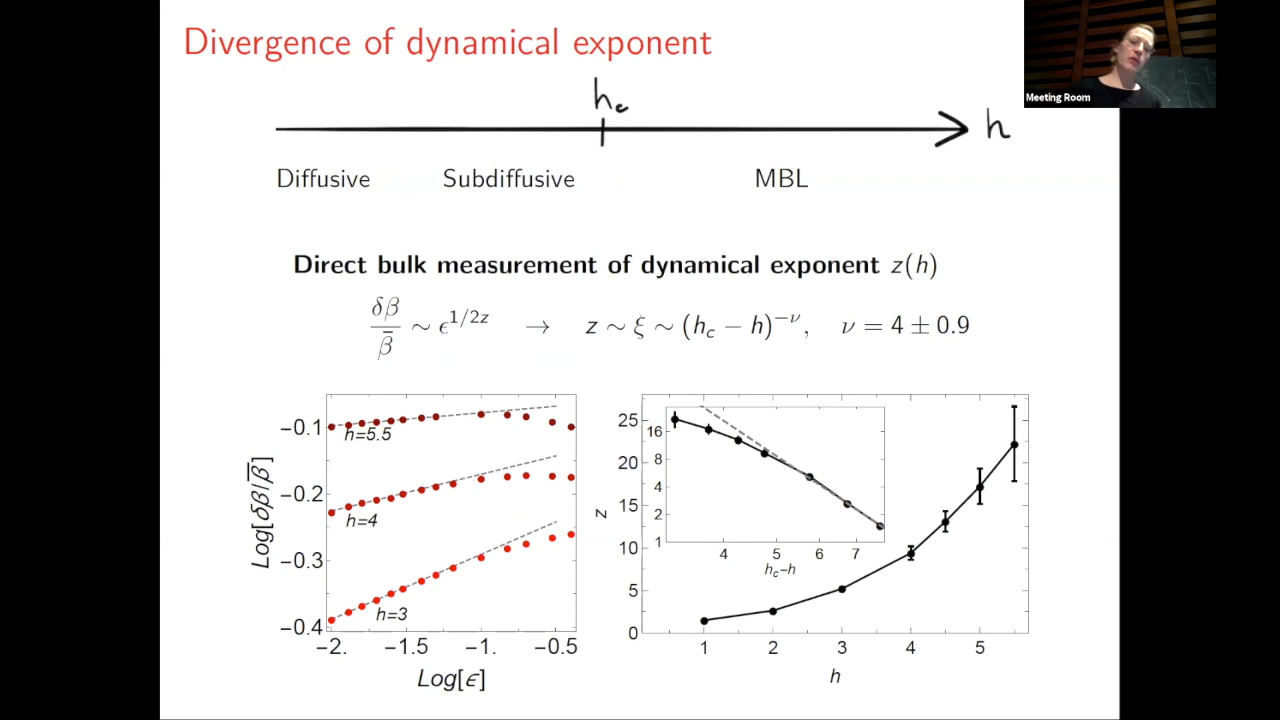 Divergence of dynamical exponent
Meeting Room
h_c
h
Diffusive Subdiffusive MBL
Direct bulk measurement of dynamical exponent z(h)
δβ/β̄ ∼ ϵ^{1/2z} → z ∼ ξ ∼ (h_c − h)^{−ν}, ν = 4 ± 0.9
Log[δβ/β̄]
−0.1
−0.2
−0.3
−0.4
h=5.5
h=4
h=3
−2. −1.5 −1. −0.5
Log[ϵ]
z
25
20
15
10
5
0
16
8
4
2
1
4 5 6 7
h_c−h
1 2 3 4 5
h